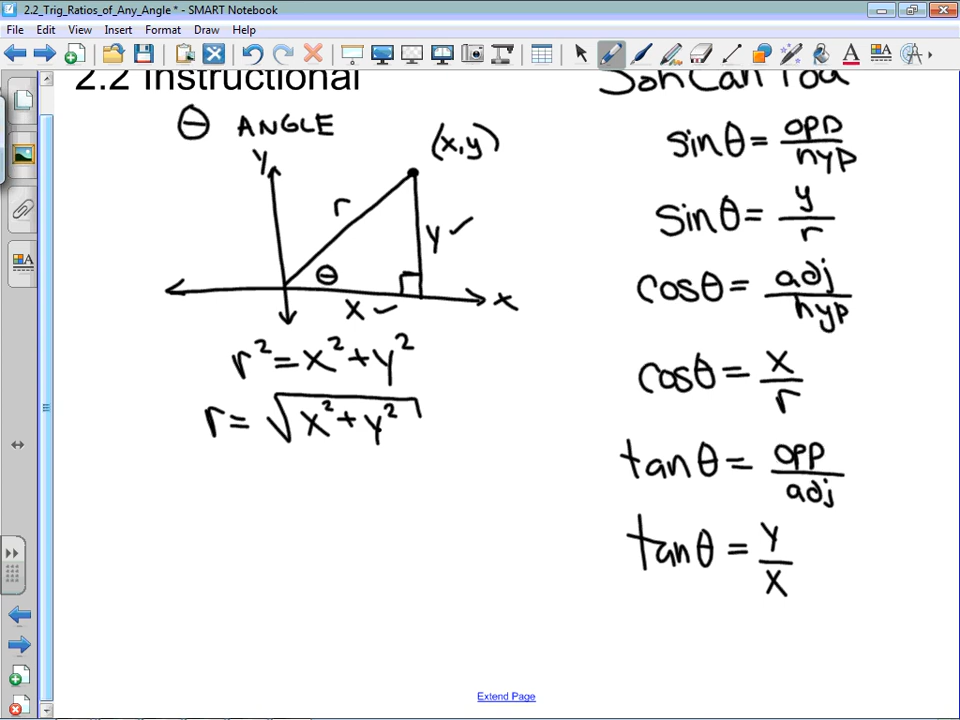 2.2_Trig_Ratios_of_Any_Angle * - SMART Notebook
File Edit View Insert Format Draw Help
2.2 Instructional
SohCahToa
θ ANGLE
(x,y)
y
r
y ✓
θ
x ✓
x
r² = x² + y²
r = √x² + y²
sinθ = opp/hyp
sinθ = y/r
cosθ = adj/hyp
cosθ = x/r
tanθ = opp/adj
tanθ = y/x
Extend Page